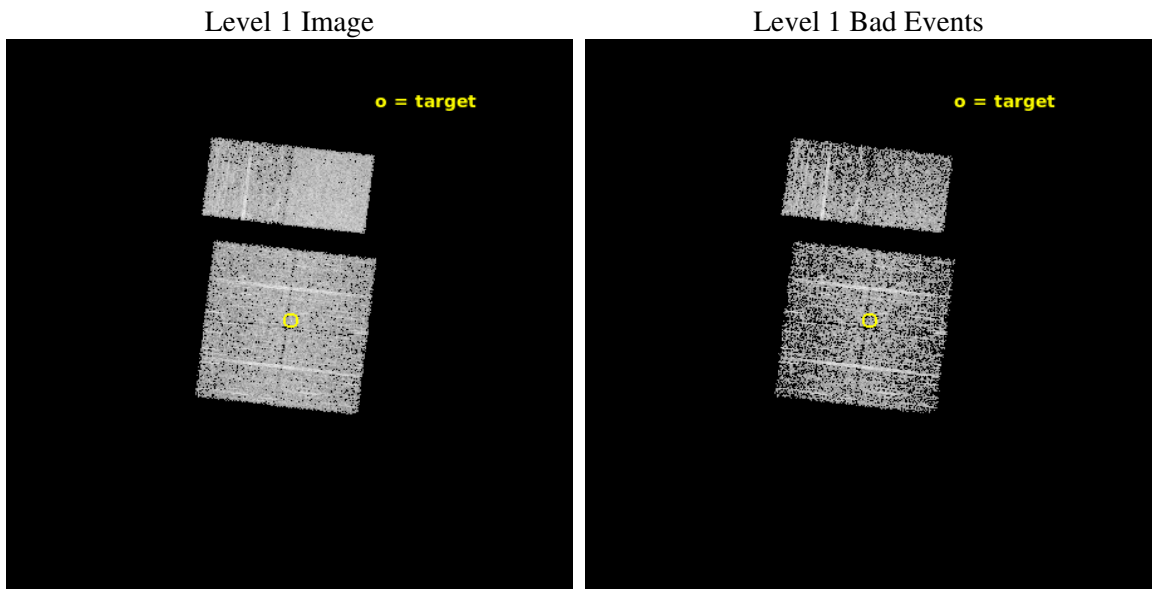 Level 1 Image
Level 1 Bad Events
o = target
o = target